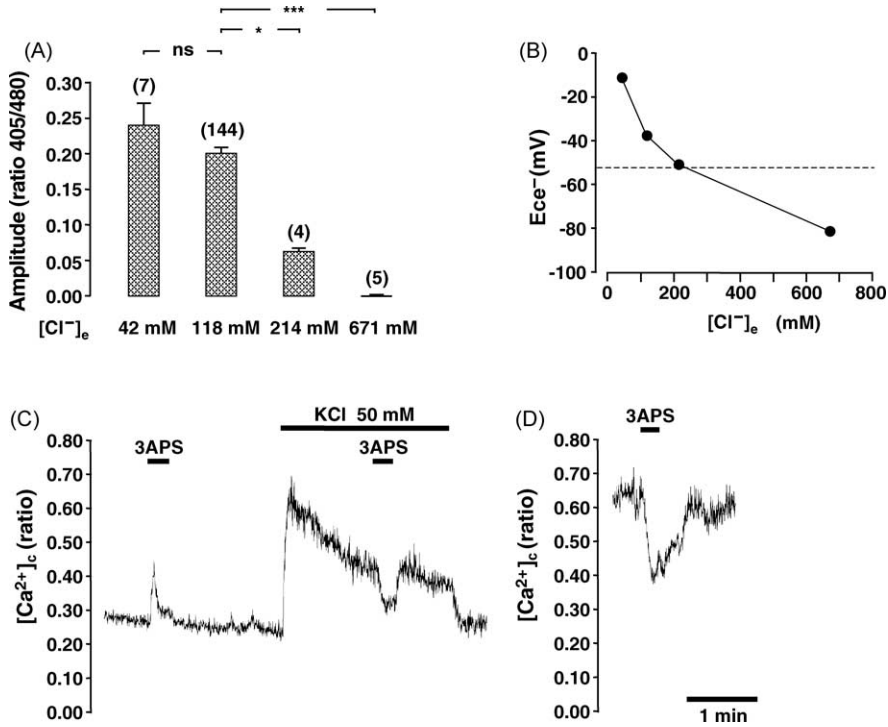 ***
*
ns
(A)
(7)
(144)
(4)
(5)
Amplitude (ratio 405/480)
0.30
0.25
0.20
0.15
0.10
0.05
0.00
[Cl⁻]e 42 mM 118 mM 214 mM 671 mM
(B)
Ece⁻(mV)
0
-20
-40
-60
-80
-100
0 200 400 600 800
[Cl⁻]e (mM)
(C)
KCl 50 mM
3APS
3APS
[Ca²⁺]c (ratio)
0.80
0.70
0.60
0.50
0.40
0.30
0.20
0.10
0.00
(D)
3APS
[Ca²⁺]c (ratio)
0.80
0.70
0.60
0.50
0.40
0.30
0.20
0.10
0.00
1 min